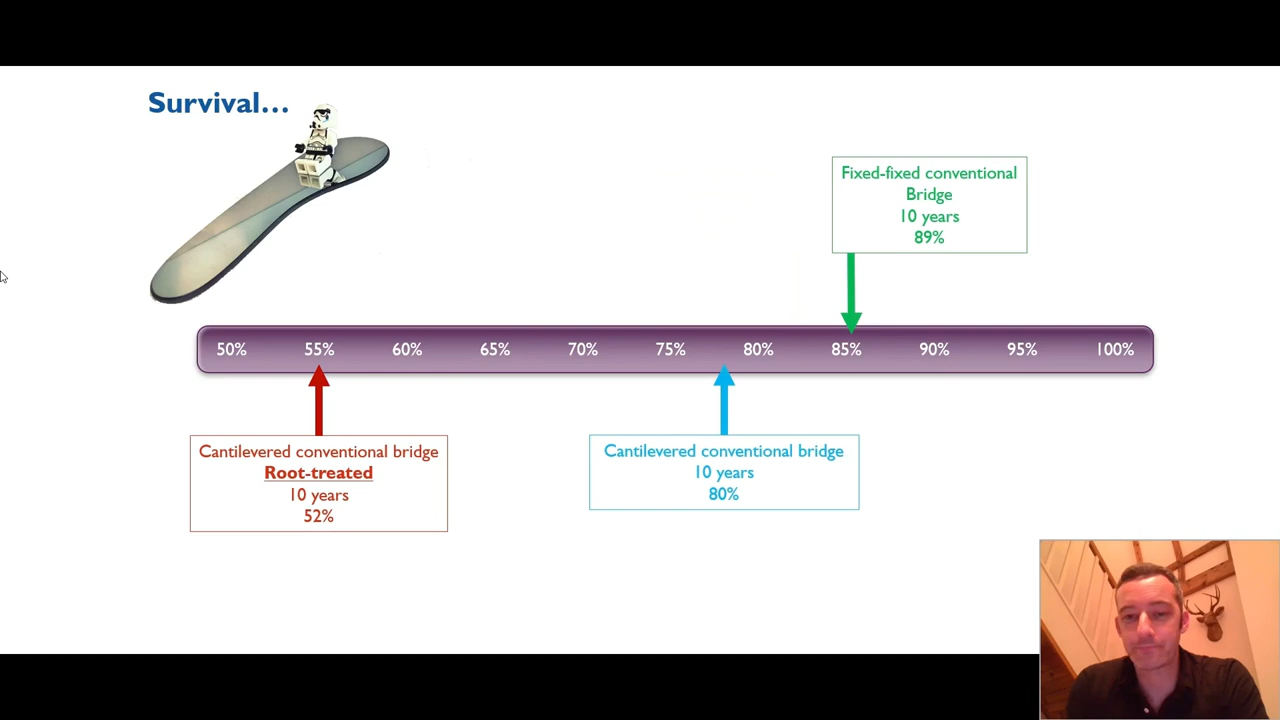 Survival...
Fixed-fixed conventional
Bridge
10 years
89%
50% 55% 60% 65% 70% 75% 80% 85% 90% 95% 100%
Cantilevered conventional bridge
Root-treated
10 years
52%
Cantilevered conventional bridge
10 years
80%